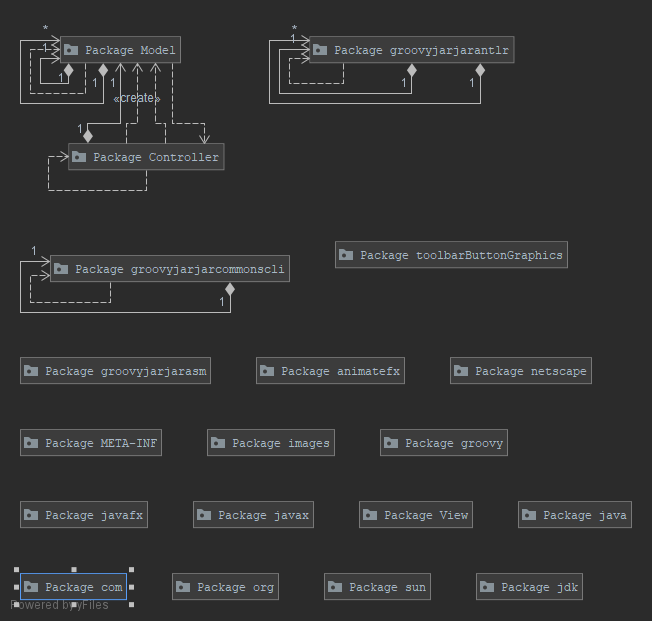 *
*
1
1
Package Model
Package groovyjarjarantlr
1
1
1
1
1
«create»
1
Package Controller
1
Package toolbarButtonGraphics
Package groovyjarjarcommonscli
1
Package groovyjarjarasm
Package animatefx
Package netscape
Package META-INF
Package images
Package groovy
Package javafx
Package javax
Package View
Package java
Package com
Package org
Package sun
Package jdk
Powered by yFiles